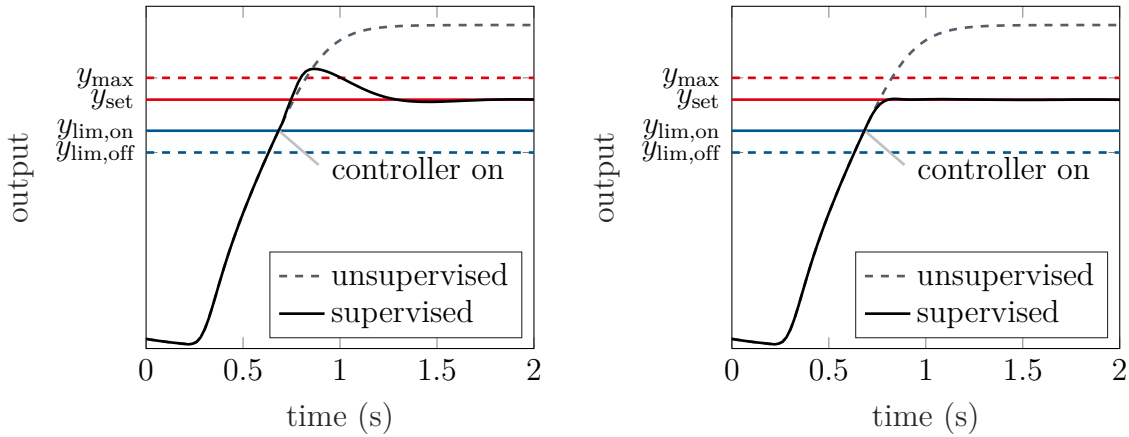 output
y_max
y_set
y_lim,on
y_lim,off
controller on
unsupervised
supervised
0 0.5 1 1.5 2
time (s)
output
y_max
y_set
y_lim,on
y_lim,off
controller on
unsupervised
supervised
0 0.5 1 1.5 2
time (s)